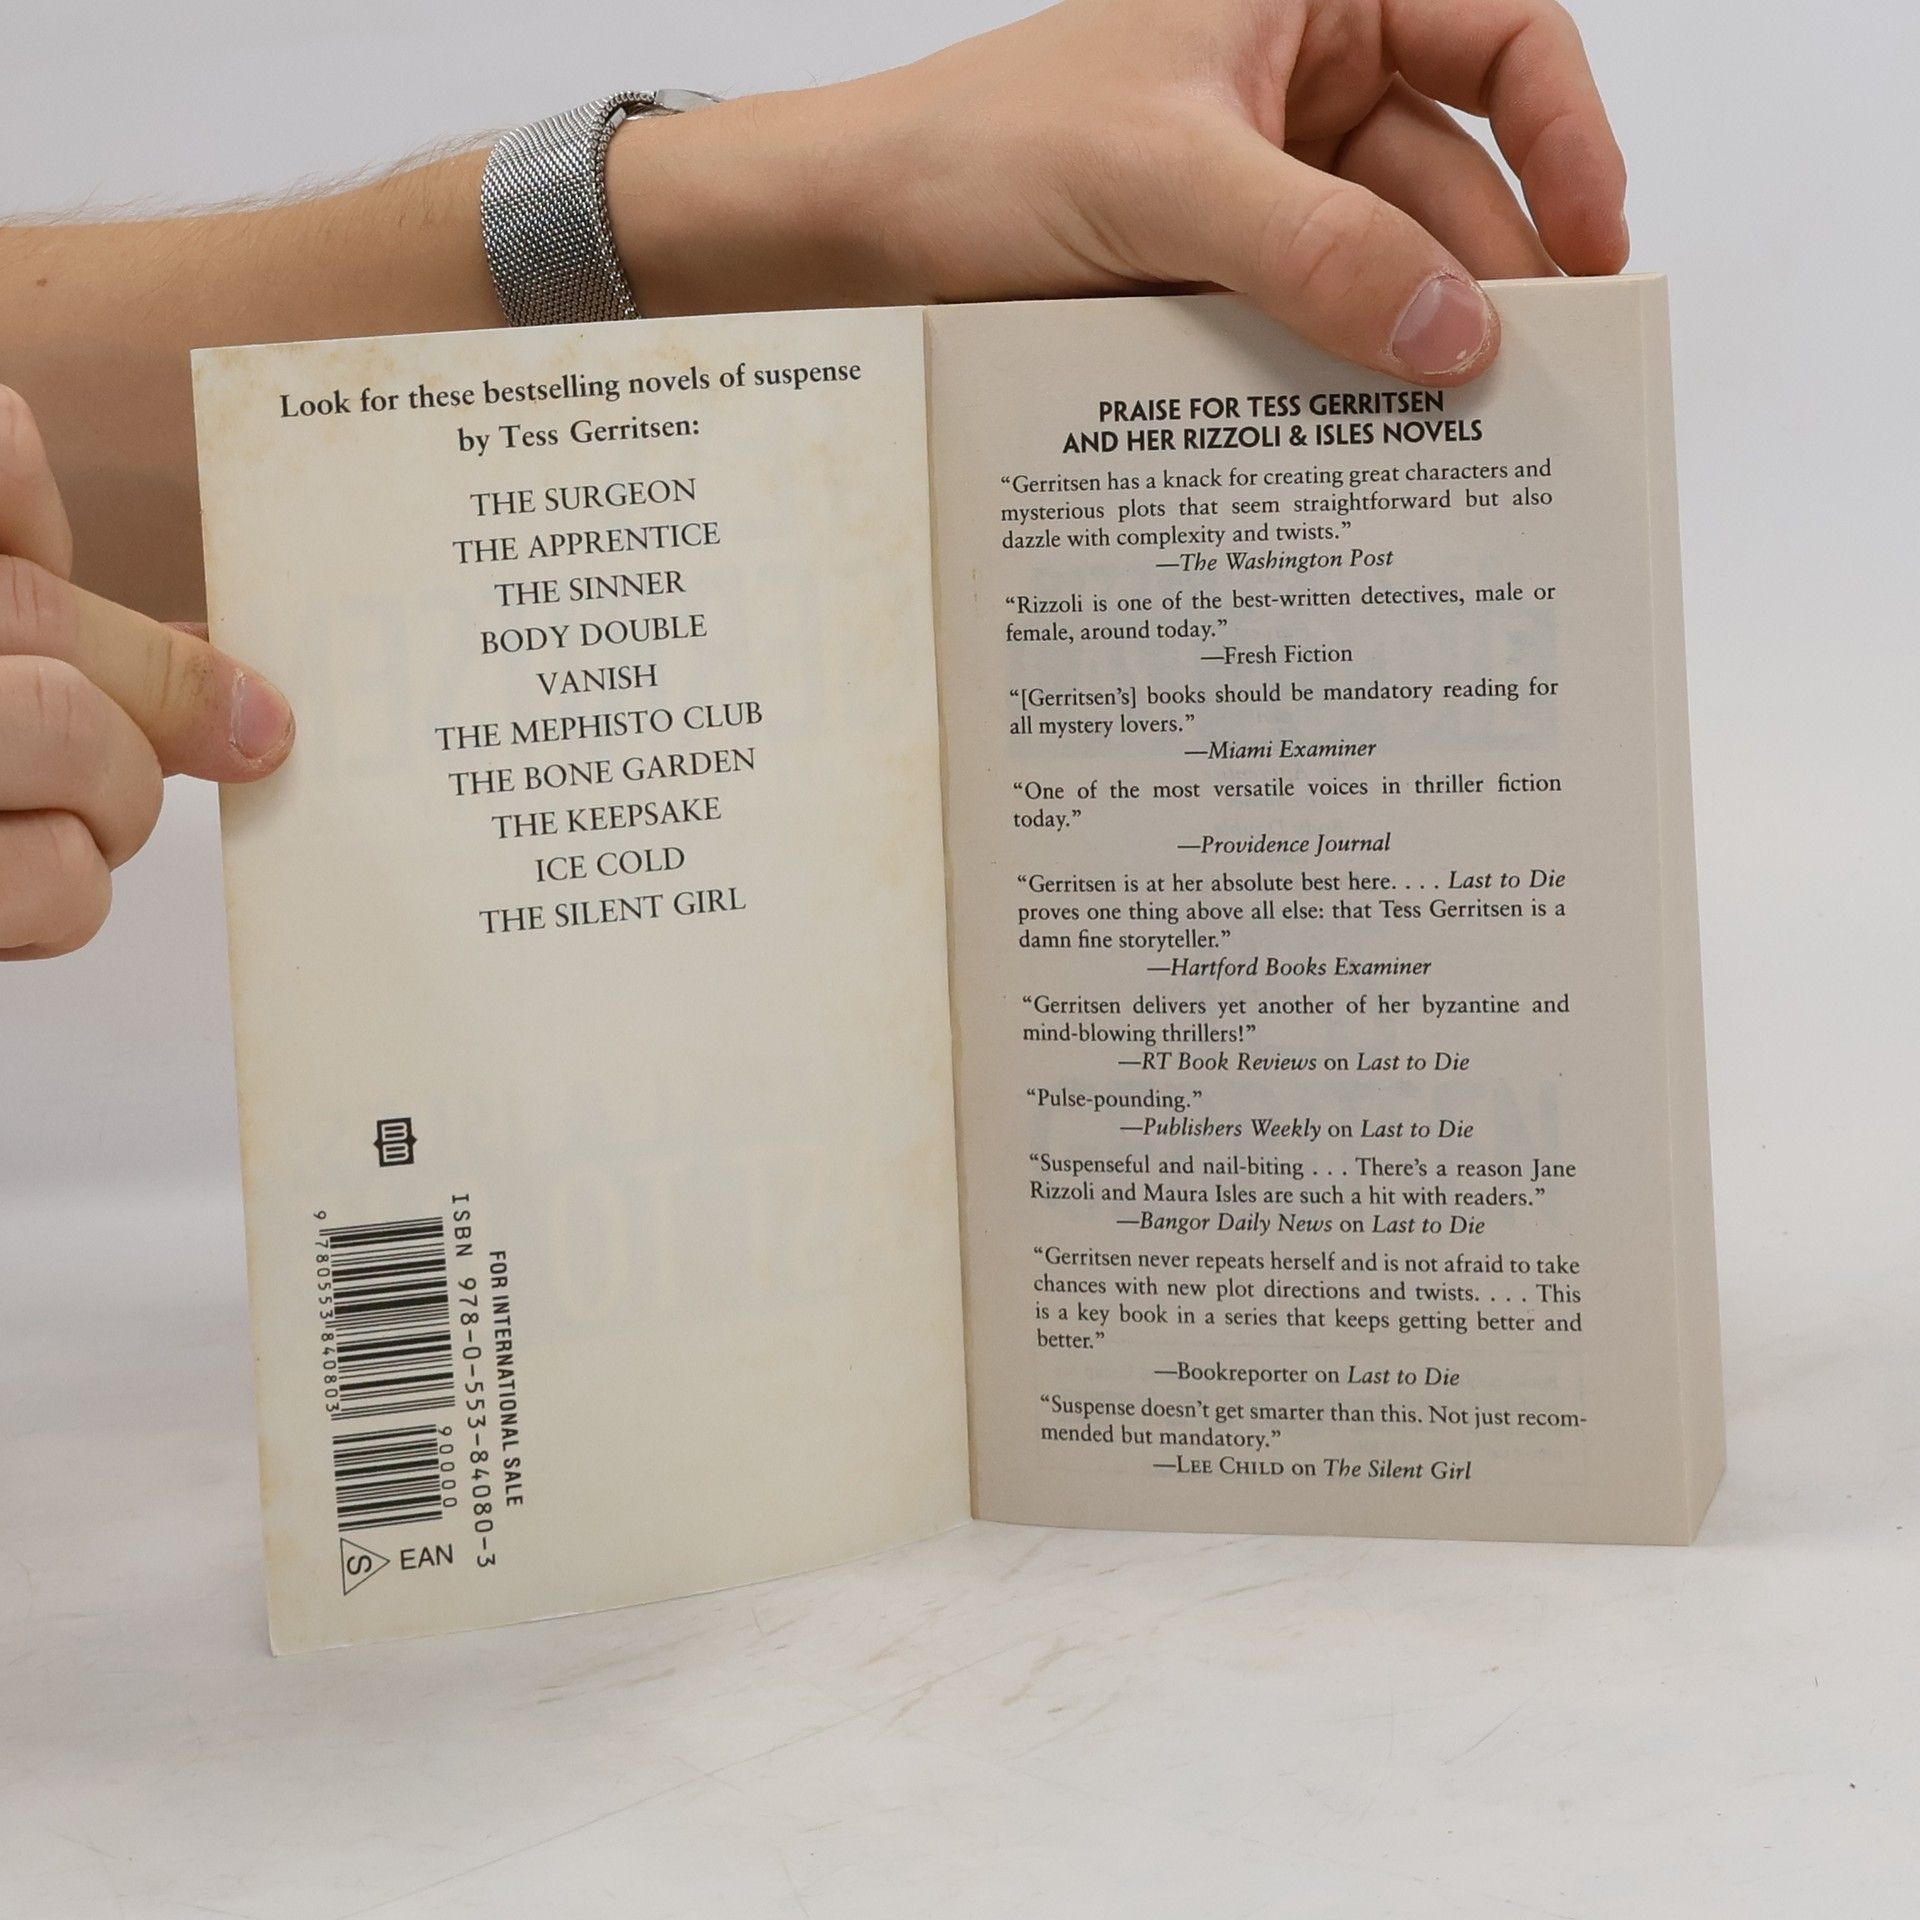 Look for these bestselling novels of suspense
by Tess Gerritsen:
THE SURGEON
THE APPRENTICE
THE SINNER
BODY DOUBLE
VANISH
THE MEPHISTO CLUB
THE BONE GARDEN
THE KEEPSAKE
ICE COLD
THE SILENT GIRL
FOR INTERNATIONAL SALE
ISBN 978-0-553-84080-3
90000
9 780553 840803
S EAN
PRAISE FOR TESS GERRITSEN
AND HER RIZZOLI & ISLES NOVELS
“Gerritsen has a knack for creating great characters and
mysterious plots that seem straightforward but also
dazzle with complexity and twists.”
—The Washington Post
“Rizzoli is one of the best-written detectives, male or
female, around today.”
—Fresh Fiction
“[Gerritsen’s] books should be mandatory reading for
all mystery lovers.”
—Miami Examiner
“One of the most versatile voices in thriller fiction
today.”
—Providence Journal
“Gerritsen is at her absolute best here. . . . Last to Die
proves one thing above all else: that Tess Gerritsen is a
damn fine storyteller.”
—Hartford Books Examiner
“Gerritsen delivers yet another of her byzantine and
mind-blowing thrillers!”
—RT Book Reviews on Last to Die
“Pulse-pounding.”
—Publishers Weekly on Last to Die
“Suspenseful and nail-biting . . . There’s a reason Jane
Rizzoli and Maura Isles are such a hit with readers.”
—Bangor Daily News on Last to Die
“Gerritsen never repeats herself and is not afraid to take
chances with new plot directions and twists. . . . This
is a key book in a series that keeps getting better and
better.”
—Bookreporter on Last to Die
“Suspense doesn’t get smarter than this. Not just recom-
mended but mandatory.”
—LEE CHILD on The Silent Girl